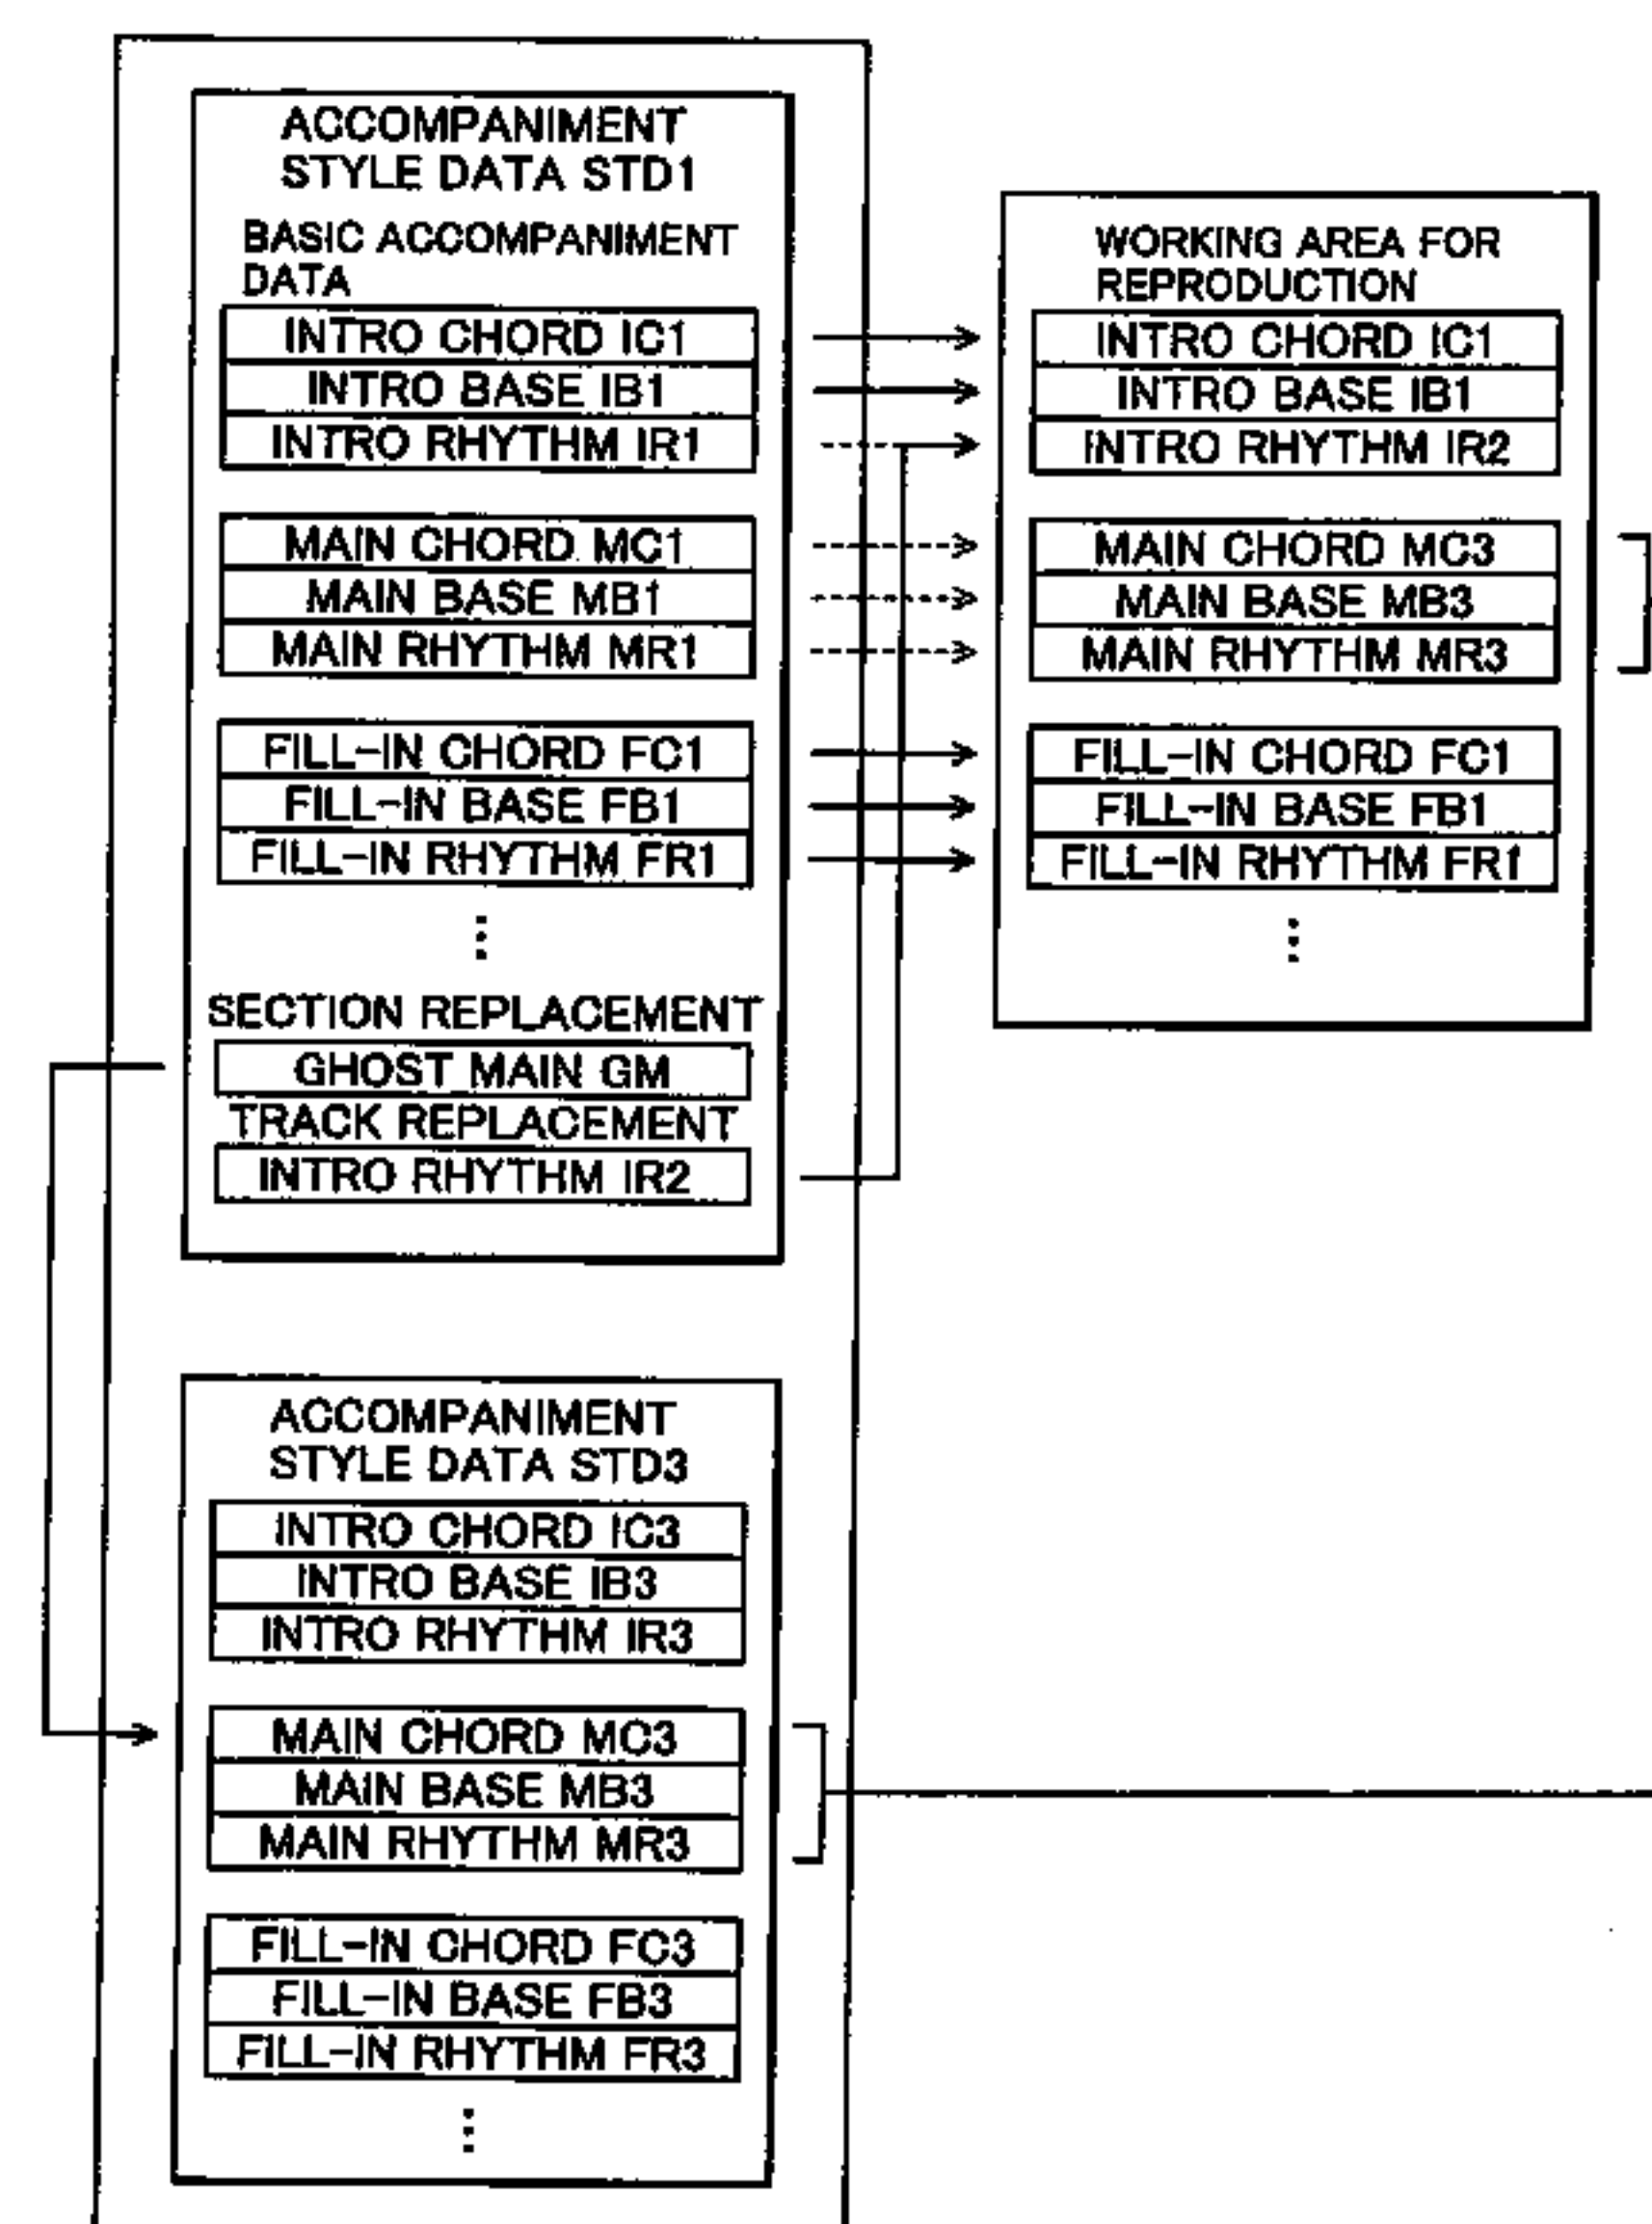 ACCOMPANIMENT
STYLE DATA STD1
BASIC ACCOMPANIMENT
DATA
INTRO CHORD IC1
INTRO BASE IB1
INTRO RHYTHM IR1
MAIN CHORD MC1
MAIN BASE MB1
MAIN RHYTHM MR1
FILL-IN CHORD FC1
FILL-IN BASE FB1
FILL-IN RHYTHM FR1
SECTION REPLACEMENT
GHOST MAIN GM
TRACK REPLACEMENT
INTRO RHYTHM IR2
WORKING AREA FOR
REPRODUCTION
INTRO CHORD IC1
INTRO BASE IB1
INTRO RHYTHM IR2
MAIN CHORD MC3
MAIN BASE MB3
MAIN RHYTHM MR3
FILL-IN CHORD FC1
FILL-IN BASE FB1
FILL-IN RHYTHM FR1
ACCOMPANIMENT
STYLE DATA STD3
INTRO CHORD IC3
INTRO BASE IB3
INTRO RHYTHM IR3
MAIN CHORD MC3
MAIN BASE MB3
MAIN RHYTHM MR3
FILL-IN CHORD FC3
FILL-IN BASE FB3
FILL-IN RHYTHM FR3